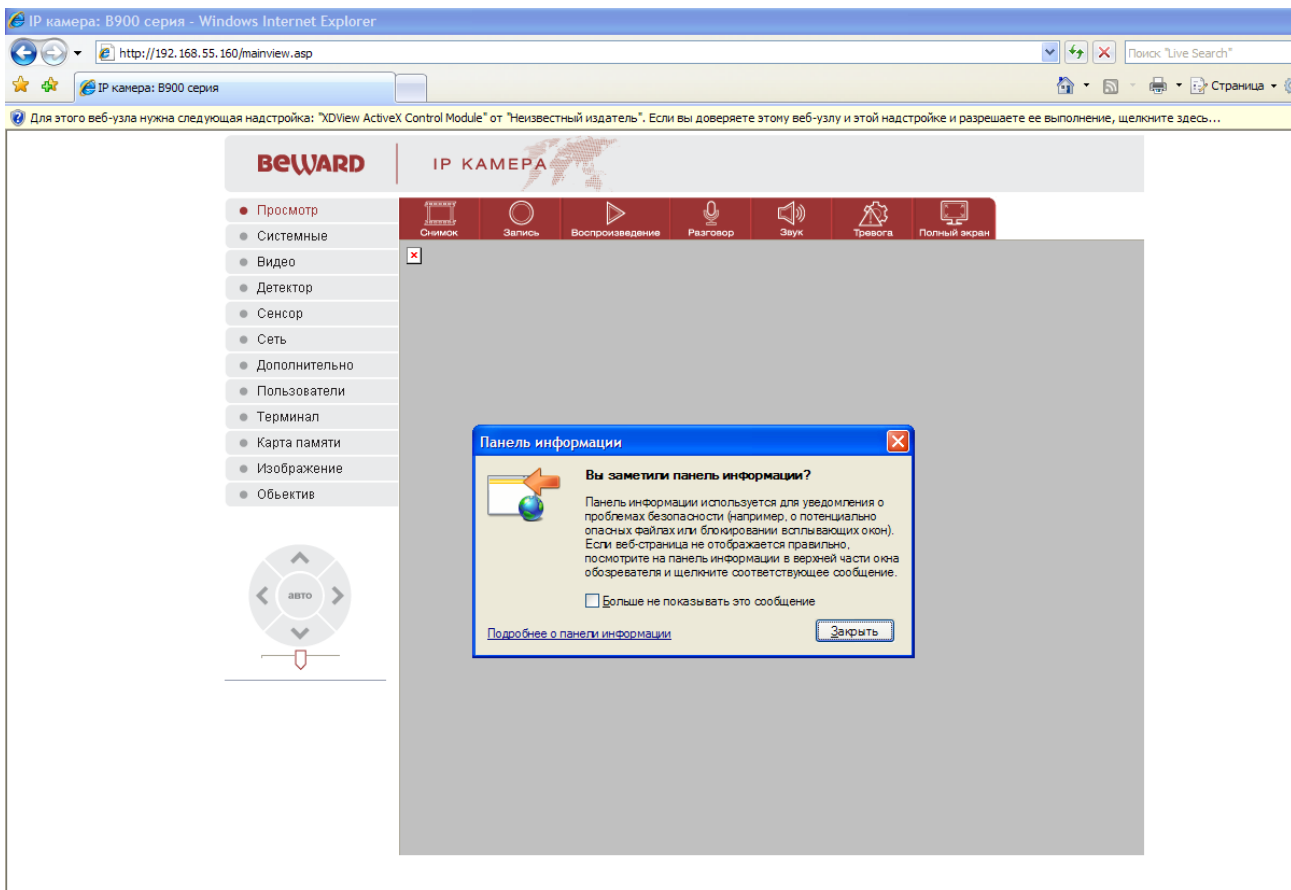 IP камера: B900 серия - Windows Internet Explorer
http://192.168.55.160/mainview.asp
Поиск "Live Search"
IP камера: B900 серия
Страница
Для этого веб-узла нужна следующая надстройка: "XDView ActiveX Control Module" от "Неизвестный издатель". Если вы доверяете этому веб-узлу и этой надстройке и разрешаете ее выполнение, щелкните здесь...
BEWARD
IP КАМЕРА
Просмотр
Системные
Видео
Детектор
Сенсор
Сеть
Дополнительно
Пользователи
Терминал
Карта памяти
Изображение
Объектив
авто
Снимок
Запись
Воспроизведение
Разговор
Звук
Тревога
Полный экран
Панель информации
Вы заметили панель информации?
Панель информации используется для уведомления о
проблемах безопасности (например, о потенциально
опасных файлах или блокировании всплывающих окон).
Если веб-страница не отображается правильно,
посмотрите на панель информации в верхней части окна
обозревателя и щелкните соответствующее сообщение.
Больше не показывать это сообщение
Подробнее о панели информации
Закрыть